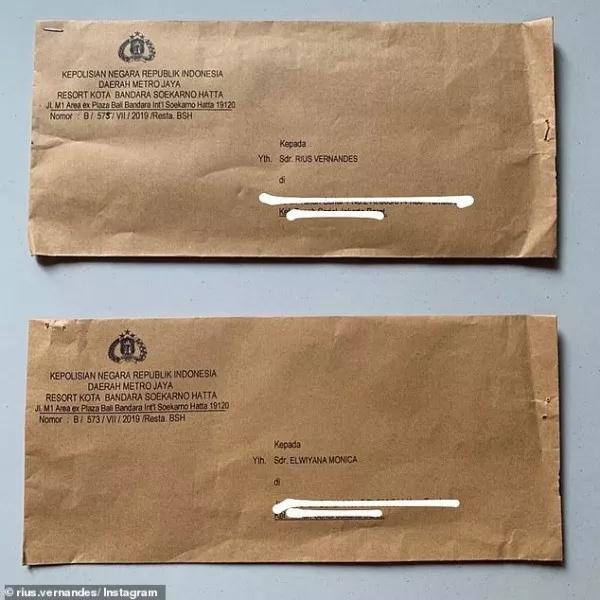 KEPOLISIAN NEGARA REPUBLIK INDONESIA
DAERAH METRO JAYA
RESORT KOTA BANDARA SOEKARNO HATTA
Jl. M1 Area ex Plaza Bali Bandara Int'l Soekarno Hatta 19120
Nomor : B / 575 / VII / 2019 /Resta. BSH
Kepada
Yth. Sdr. RIUS VERNANDES
di
KEPOLISIAN NEGARA REPUBLIK INDONESIA
DAERAH METRO JAYA
RESORT KOTA BANDARA SOEKARNO HATTA
Jl. M1 Area ex Plaza Bali Bandara Int'l Soekarno Hatta 19120
Nomor : B / 573 / VII / 2019 /Resta. BSH
Kepada
Yth. Sdr. ELWIYANA MONICA
di
© rius.vernandes/ Instagram